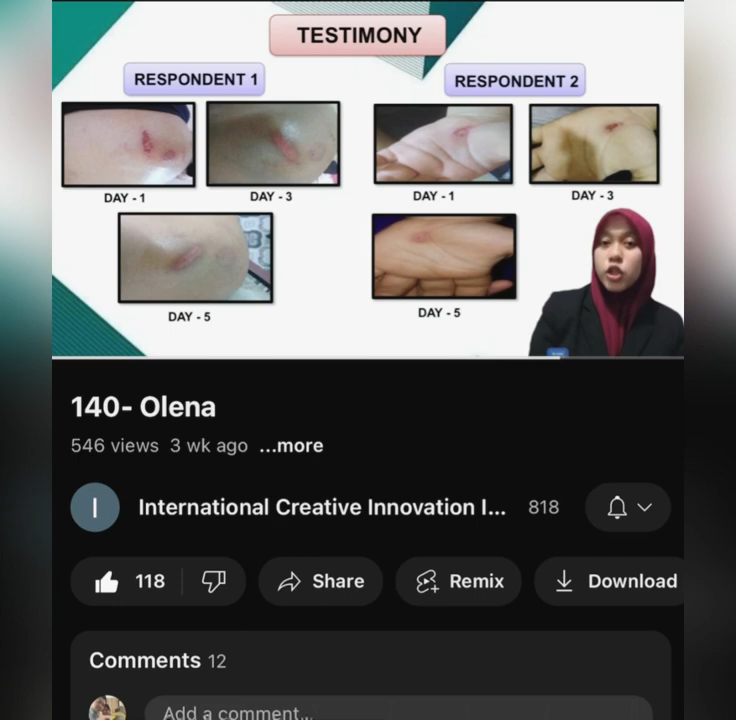 TESTIMONY
RESPONDENT 1
RESPONDENT 2
DAY - 1
DAY - 3
DAY - 1
DAY - 3
DAY - 5
DAY - 5
140- Olena
546 views 3 wk ago ...more
I
International Creative Innovation I... 818
118
Share
Remix
Download
Comments 12
Add a comment...